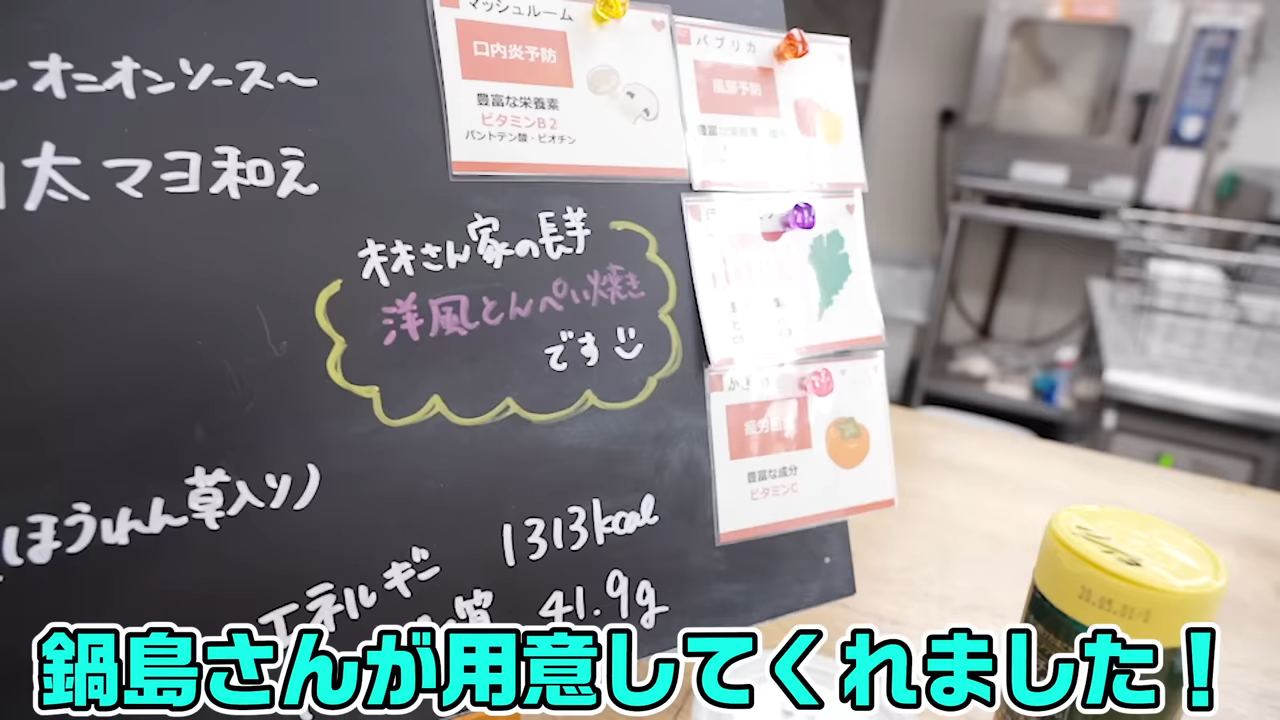 ～オニオンソース～
太マヨ和え
林さん家の長芋
洋風とんぺい焼き
です
ほうれん草入り)
エネルギー 1313kcal
質 41.9g
マッシュルーム
口内炎予防
豊富な栄養素
ビタミンB2
パントテン酸・ビオチン
パプリカ
風邪予防
疲労回復
豊富な成分
ビタミンC
鍋島さんが用意してくれました！